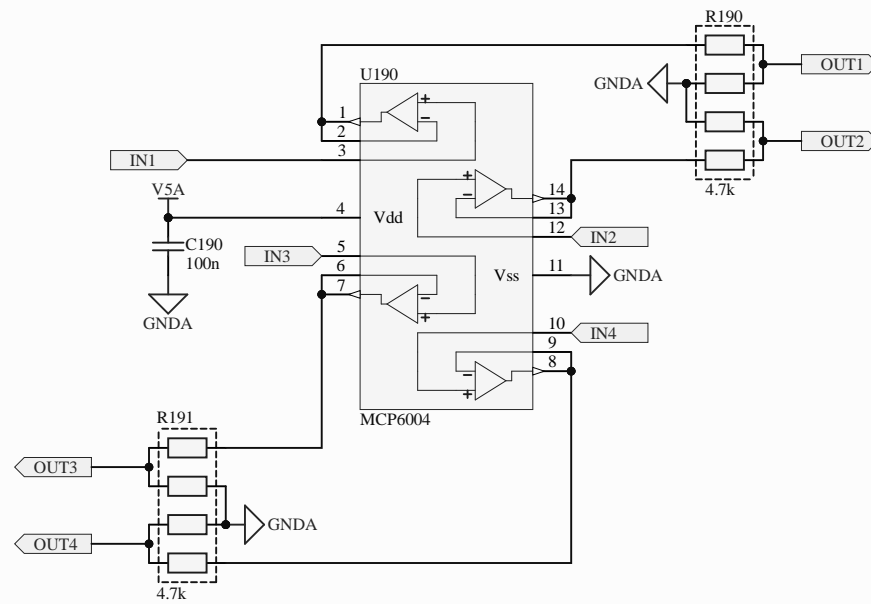 R190
OUT1
U190
GNDA
+
1
−
2
OUT2
3
IN1
+
14
4.7k
V5A
−
13
4
Vdd
12
IN2
C190
5
100n
IN3
6
Vss
11
GNDA
7
−
GNDA
+
10
IN4
9
−
8
+
R191
MCP6004
OUT3
GNDA
OUT4
4.7k